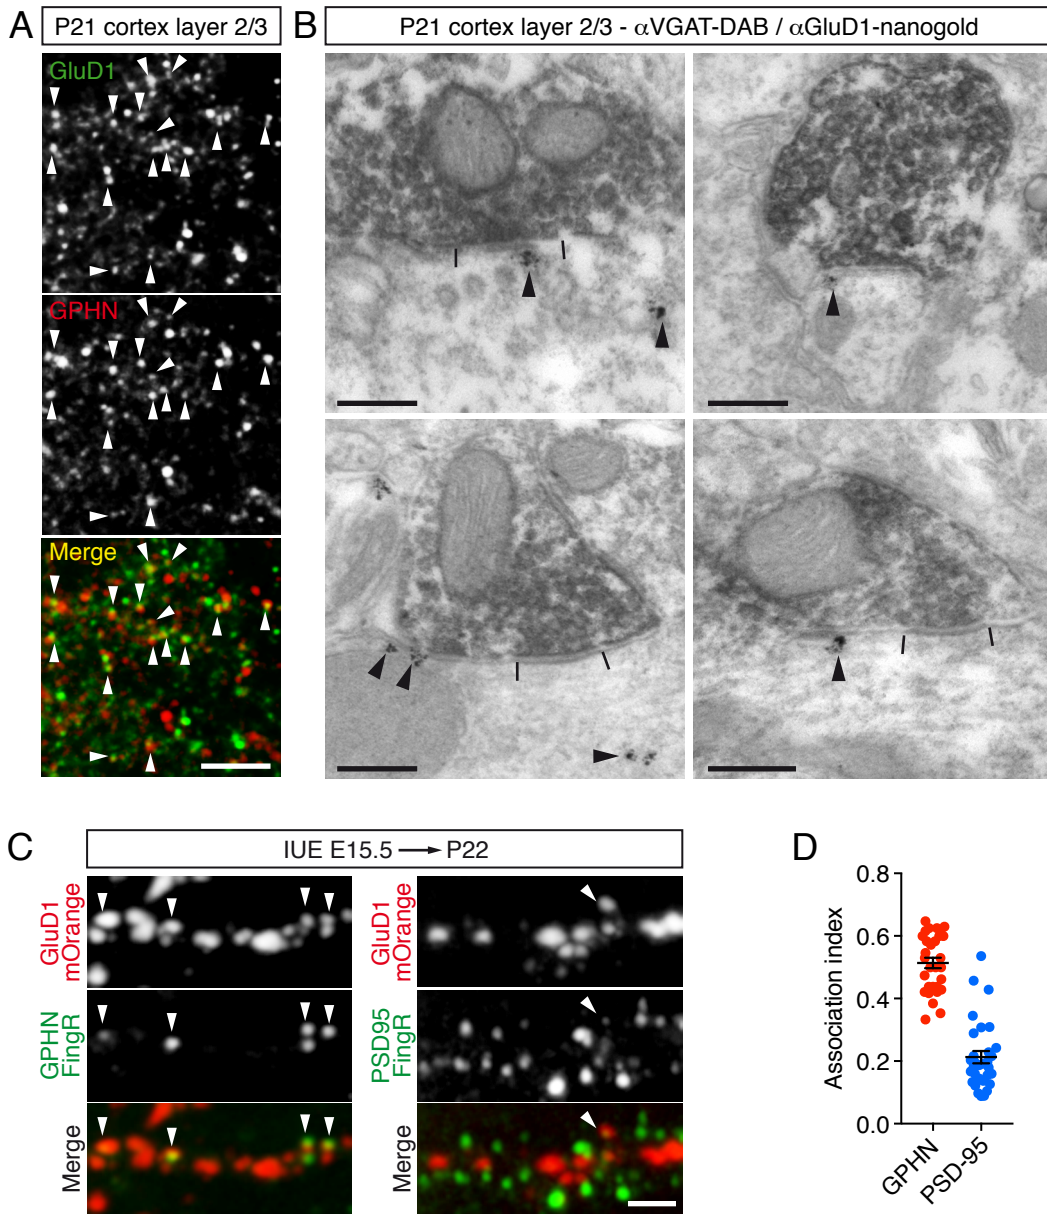 A
P21 cortex layer 2/3
GluD1
GPHN
Merge
B
P21 cortex layer 2/3 - αVGAT-DAB / αGluD1-nanogold
C
IUE E15.5 → P22
GluD1
mOrange
GPHN
FingR
Merge
GluD1
mOrange
PSD95
FingR
Merge
D
Association index
0.8
0.6
0.4
0.2
0.0
GPHN
PSD-95